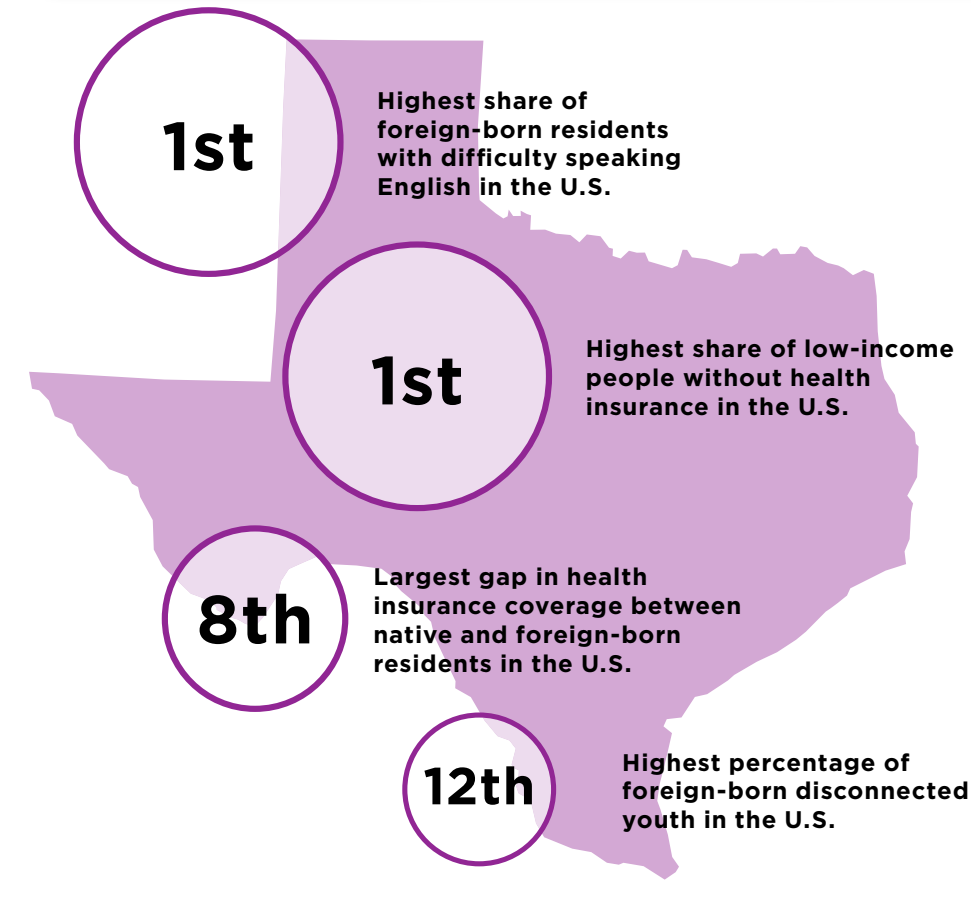 1st
Highest share of
foreign-born residents
with difficulty speaking
English in the U.S.
1st
Highest share of low-income
people without health
insurance in the U.S.
8th
Largest gap in health
insurance coverage between
native and foreign-born
residents in the U.S.
12th
Highest percentage of
foreign-born disconnected
youth in the U.S.